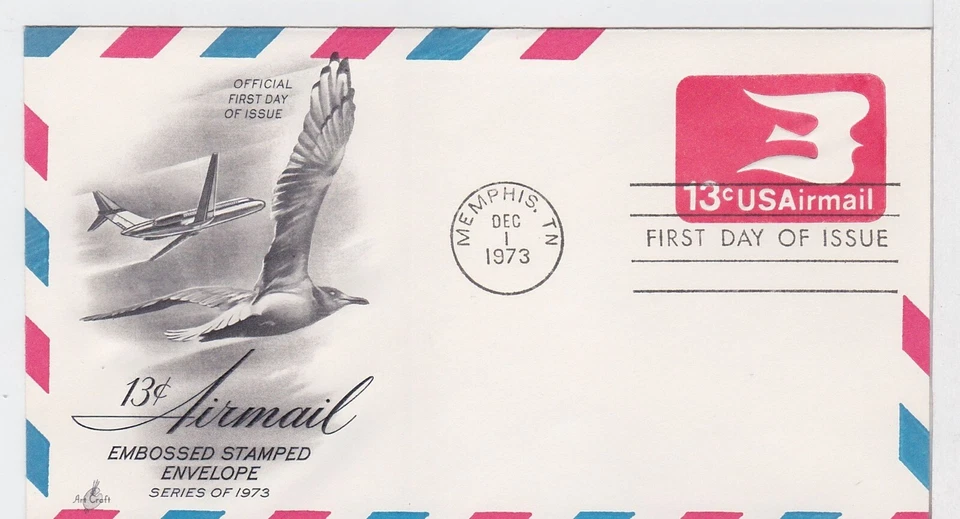 OFFICIAL
FIRST DAY
OF ISSUE
13¢ Airmail
EMBOSSED STAMPED
ENVELOPE
SERIES OF 1973
Art Craft
MEMPHIS, TN
DEC
1
1973
13c USAirmail
FIRST DAY OF ISSUE